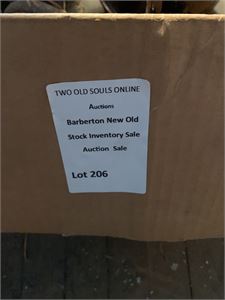 TWO OLD SOULS ONLINE
Auctions
Barberton New Old
Stock Inventory Sale
Auction Sale
Lot 206